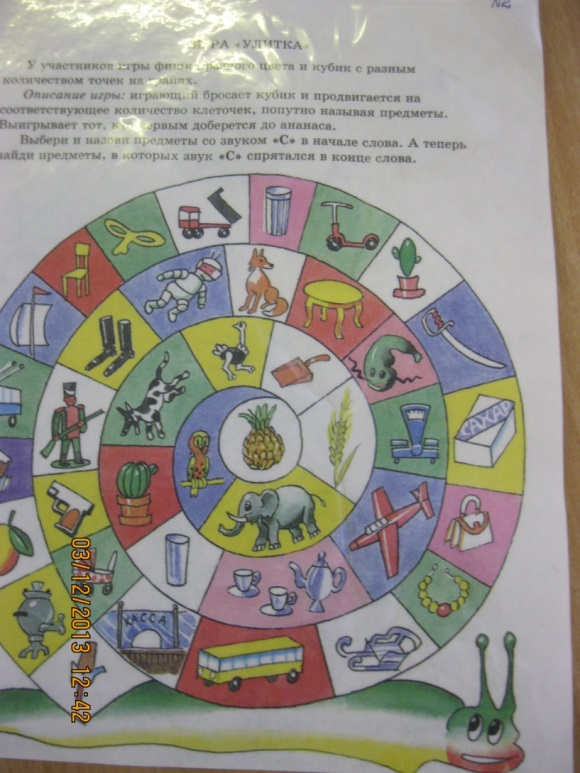 NR
«УЛИТКА»
У участников игры фишки разного цвета и кубик с разным
количеством точек на гранях.
Описание игры: играющий бросает кубик и продвигается на
соответствующее количество клеточек, попутно называя предметы.
Выигрывает тот, кто первым доберется до ананаса.
Выбери и назови предметы со звуком «С» в начале слова. А теперь
найди предметы, в которых звук «С» спрятался в конце слова.
САХАР
КАССА
03/12/2013 12:42